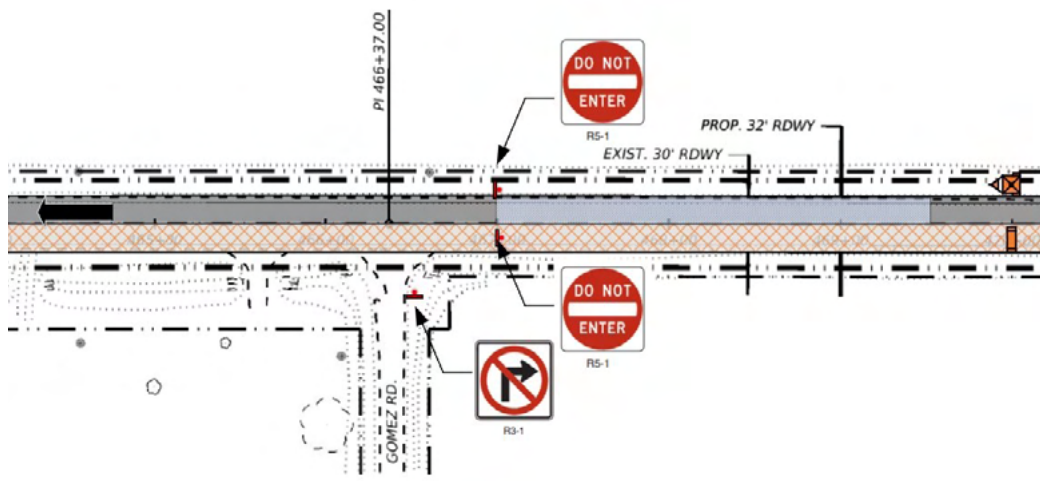 PI 466+37.00
DO NOT
ENTER
R5-1
PROP. 32' RDWY
EXIST. 30' RDWY
DO NOT
ENTER
R5-1
R3-1
GOMEZ RD.